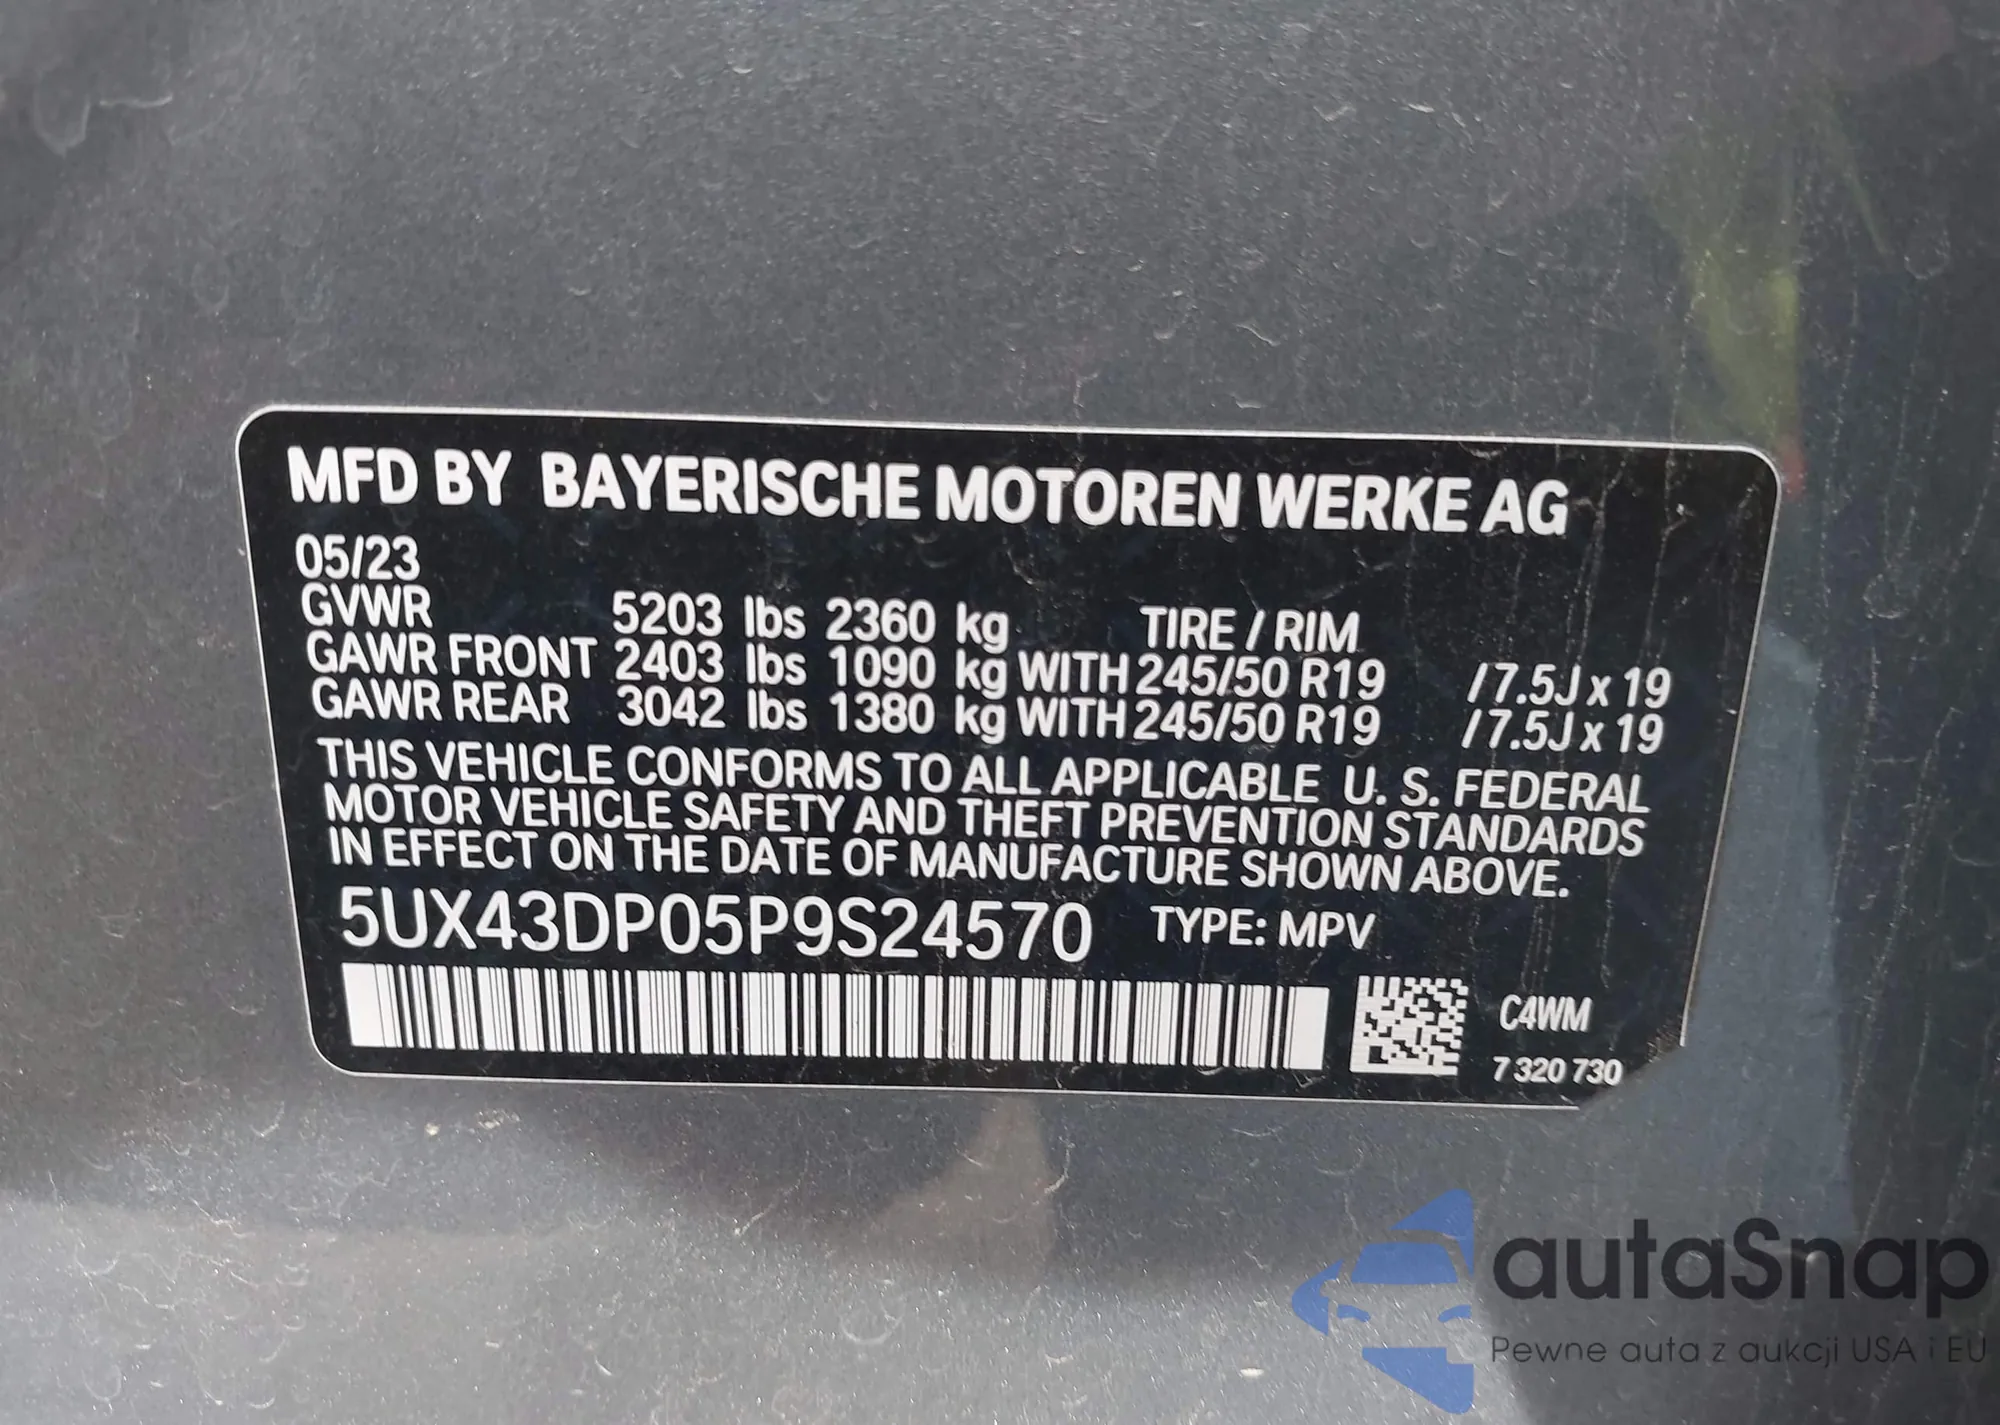 MFD BY BAYERISCHE MOTOREN WERKE AG
05/23
GVWR 5203 lbs 2360 kg TIRE / RIM
GAWR FRONT 2403 lbs 1090 kg WITH 245/50 R19 / 7.5J x 19
GAWR REAR 3042 lbs 1380 kg WITH 245/50 R19 / 7.5J x 19
THIS VEHICLE CONFORMS TO ALL APPLICABLE U. S. FEDERAL
MOTOR VEHICLE SAFETY AND THEFT PREVENTION STANDARDS
IN EFFECT ON THE DATE OF MANUFACTURE SHOWN ABOVE.
5UX43DP05P9S24570 TYPE: MPV
C4WM
7 320 730
autaSnap
Pewne auta z aukcji USA i EU